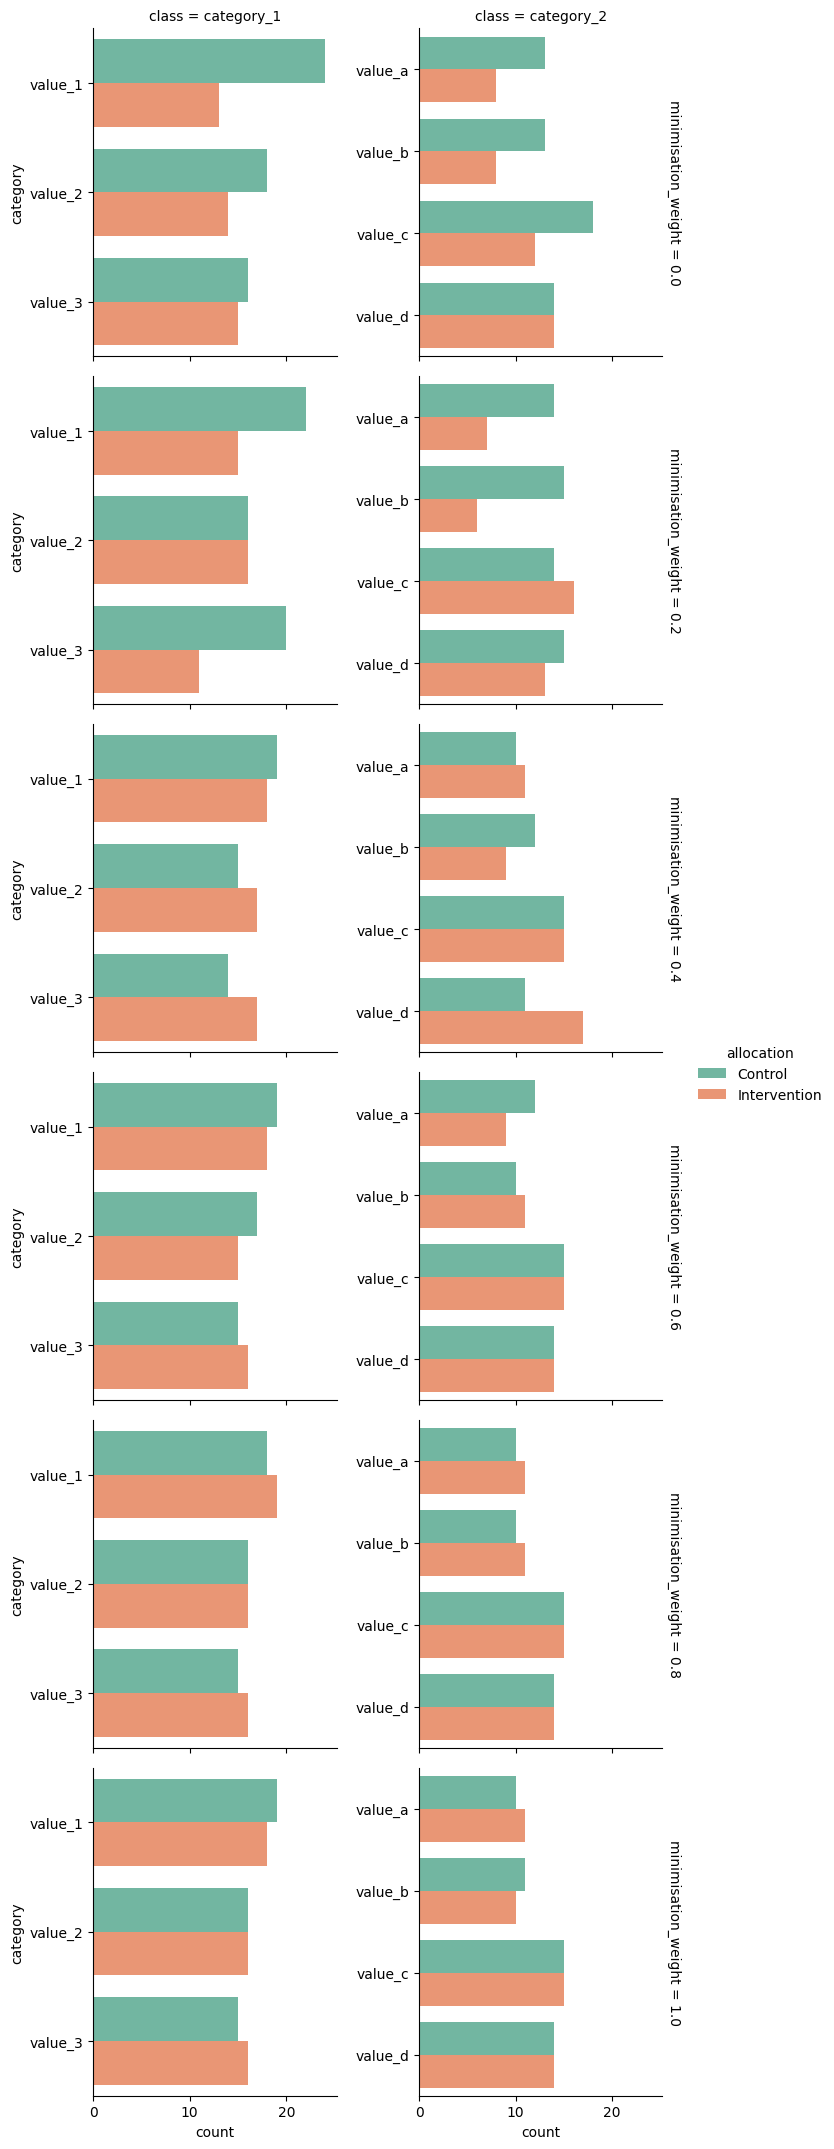 class = category_1
class = category_2
value_1
value_2
value_3
category
value_a
value_b
value_c
value_d
minimisation_weight = 0.0
value_1
value_2
value_3
category
value_a
value_b
value_c
value_d
minimisation_weight = 0.2
value_1
value_2
value_3
category
value_a
value_b
value_c
value_d
minimisation_weight = 0.4
allocation
Control
Intervention
value_1
value_2
value_3
category
value_a
value_b
value_c
value_d
minimisation_weight = 0.6
value_1
value_2
value_3
category
value_a
value_b
value_c
value_d
minimisation_weight = 0.8
value_1
value_2
value_3
category
value_a
value_b
value_c
value_d
minimisation_weight = 1.0
0 10 20
count
0 10 20
count